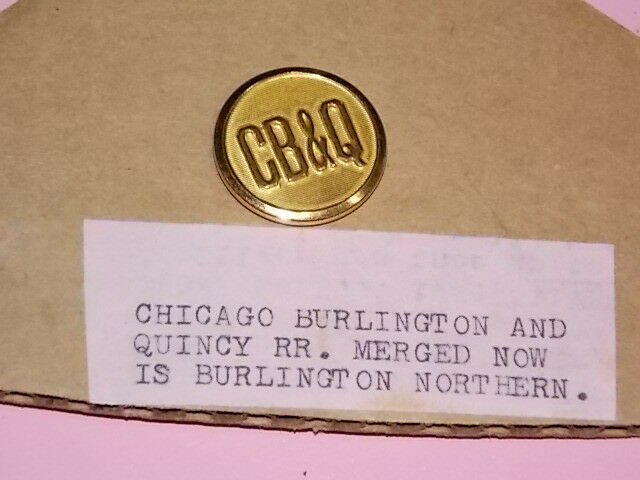 CB&Q
CHICAGO BURLINGTON AND
QUINCY RR. MERGED NOW
IS BURLINGTON NORTHERN.